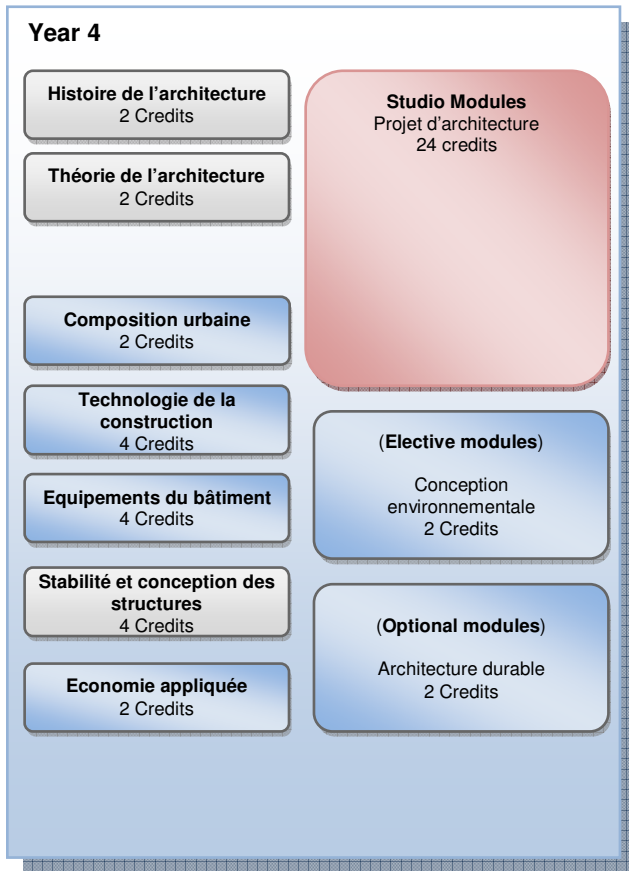 Year 4
Histoire de l'architecture
2 Credits
Théorie de l'architecture
2 Credits
Composition urbaine
2 Credits
Technologie de la
construction
4 Credits
Equipements du bâtiment
4 Credits
Stabilité et conception des
structures
4 Credits
Economie appliquée
2 Credits
Studio Modules
Projet d'architecture
24 credits
(Elective modules)
Conception
environnementale
2 Credits
(Optional modules)
Architecture durable
2 Credits